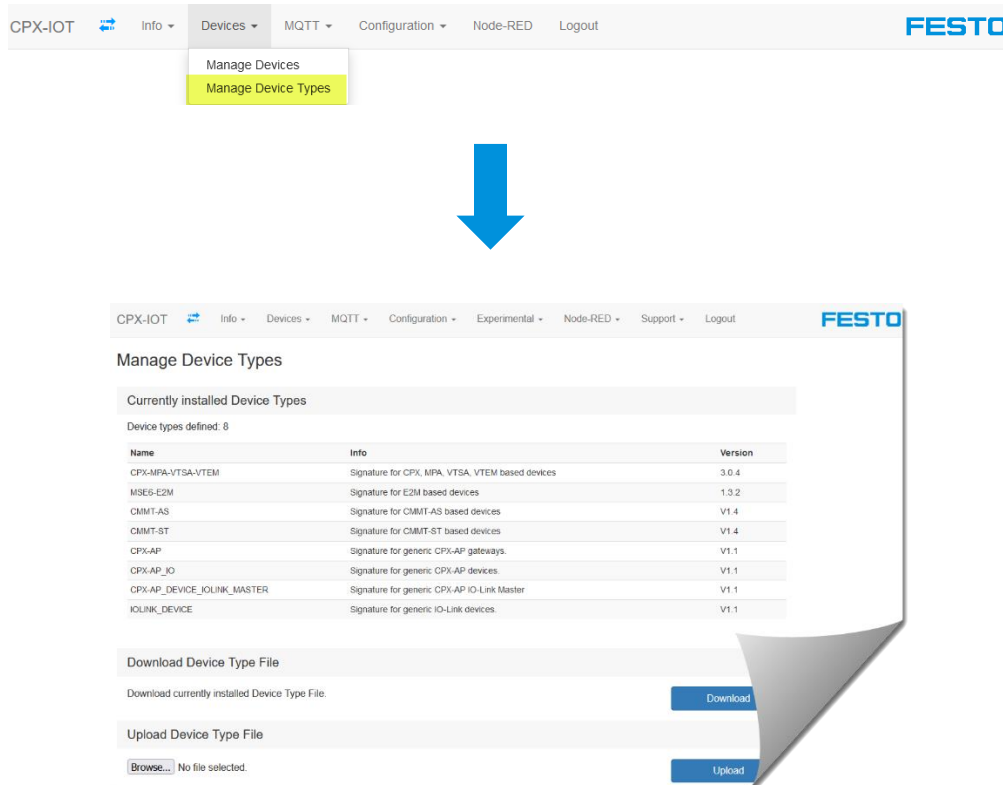 CPX-IOT Info Devices MQTT Configuration Node-RED Logout FESTO
Manage Devices
Manage Device Types
CPX-IOT Info Devices MQTT Configuration Experimental Node-RED Support Logout FESTO
Manage Device Types
Currently installed Device Types
Device types defined: 8
Name Info Version
CPX-MPA-VTSA-VTEM Signature for CPX, MPA, VTSA, VTEM based devices 3.0.4
MSE6-E2M Signature for E2M based devices 1.3.2
CMMT-AS Signature for CMMT-AS based devices V1.4
CMMT-ST Signature for CMMT-ST based devices V1.4
CPX-AP Signature for generic CPX-AP gateways. V1.1
CPX-AP_IO Signature for generic CPX-AP devices. V1.1
CPX-AP_DEVICE_IOLINK_MASTER Signature for generic CPX-AP IO-Link Master V1.1
IOLINK_DEVICE Signature for generic IO-Link devices. V1.1
Download Device Type File
Download currently installed Device Type File. Download
Upload Device Type File
Browse... No file selected. Upload